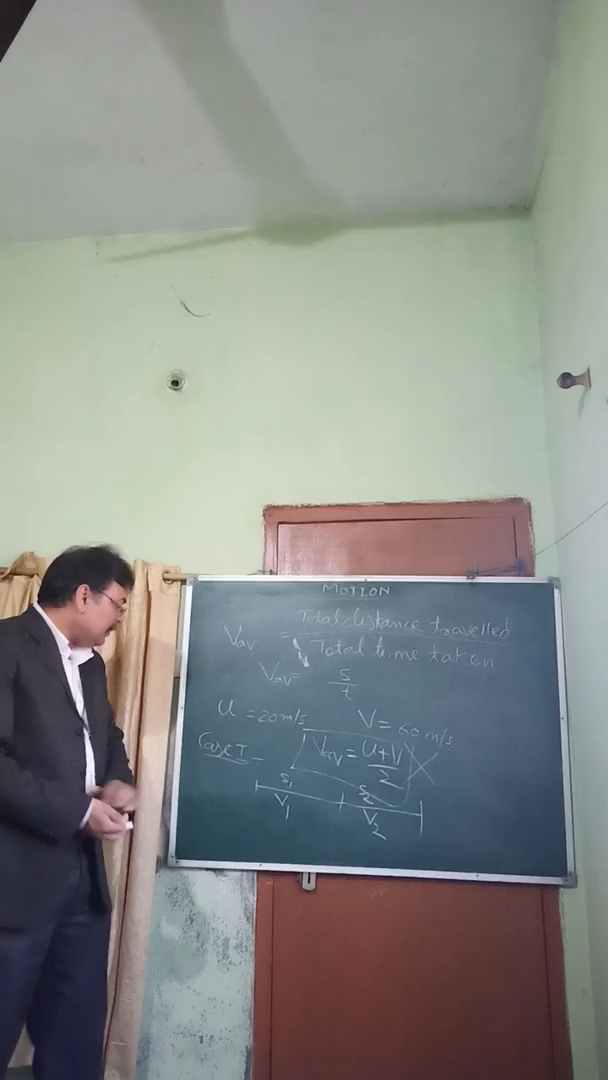 MOTION
Vav = Total distance travelled
Total time taken
Vav = s
t
u = 20 m/s V = 60 m/s
Case I - Vav = u + V
2
S1 S2
V1 V2